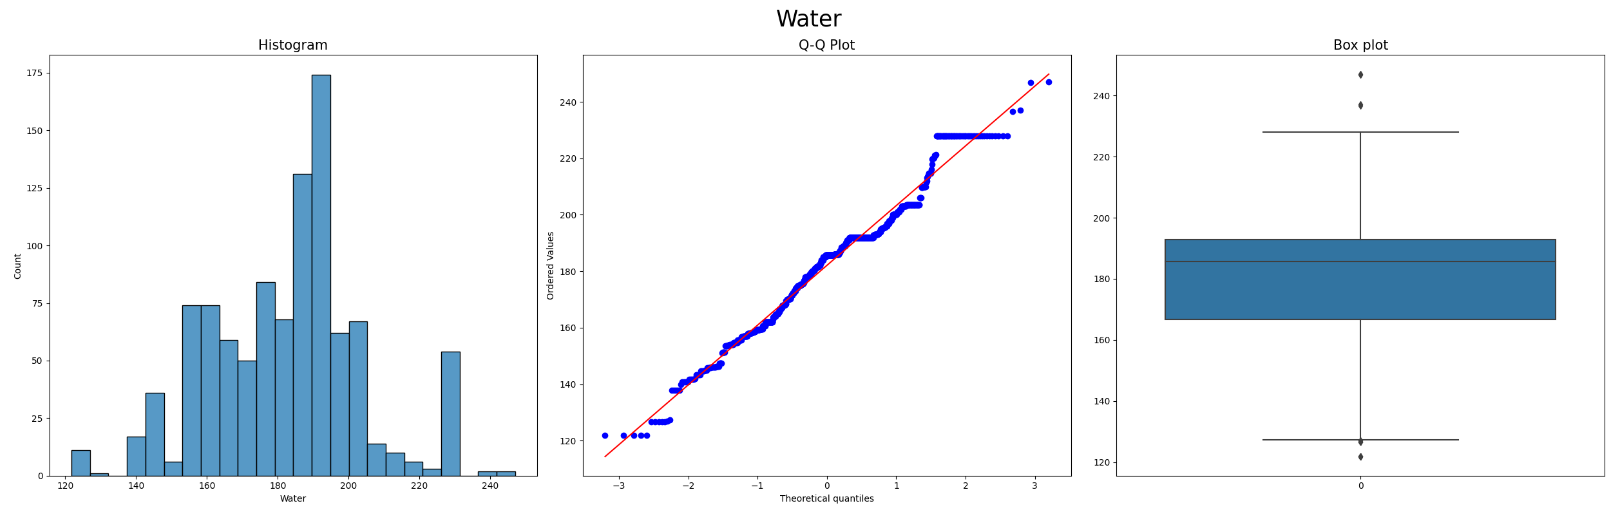 Water
Histogram
175
150
125
100
75
50
25
0
Count
120 140 160 180 200 220 240
Water
Q-Q Plot
240
220
200
180
160
140
120
Ordered Values
−3 −2 −1 0 1 2 3
Theoretical quantiles
Box plot
240
220
200
180
160
140
120
0